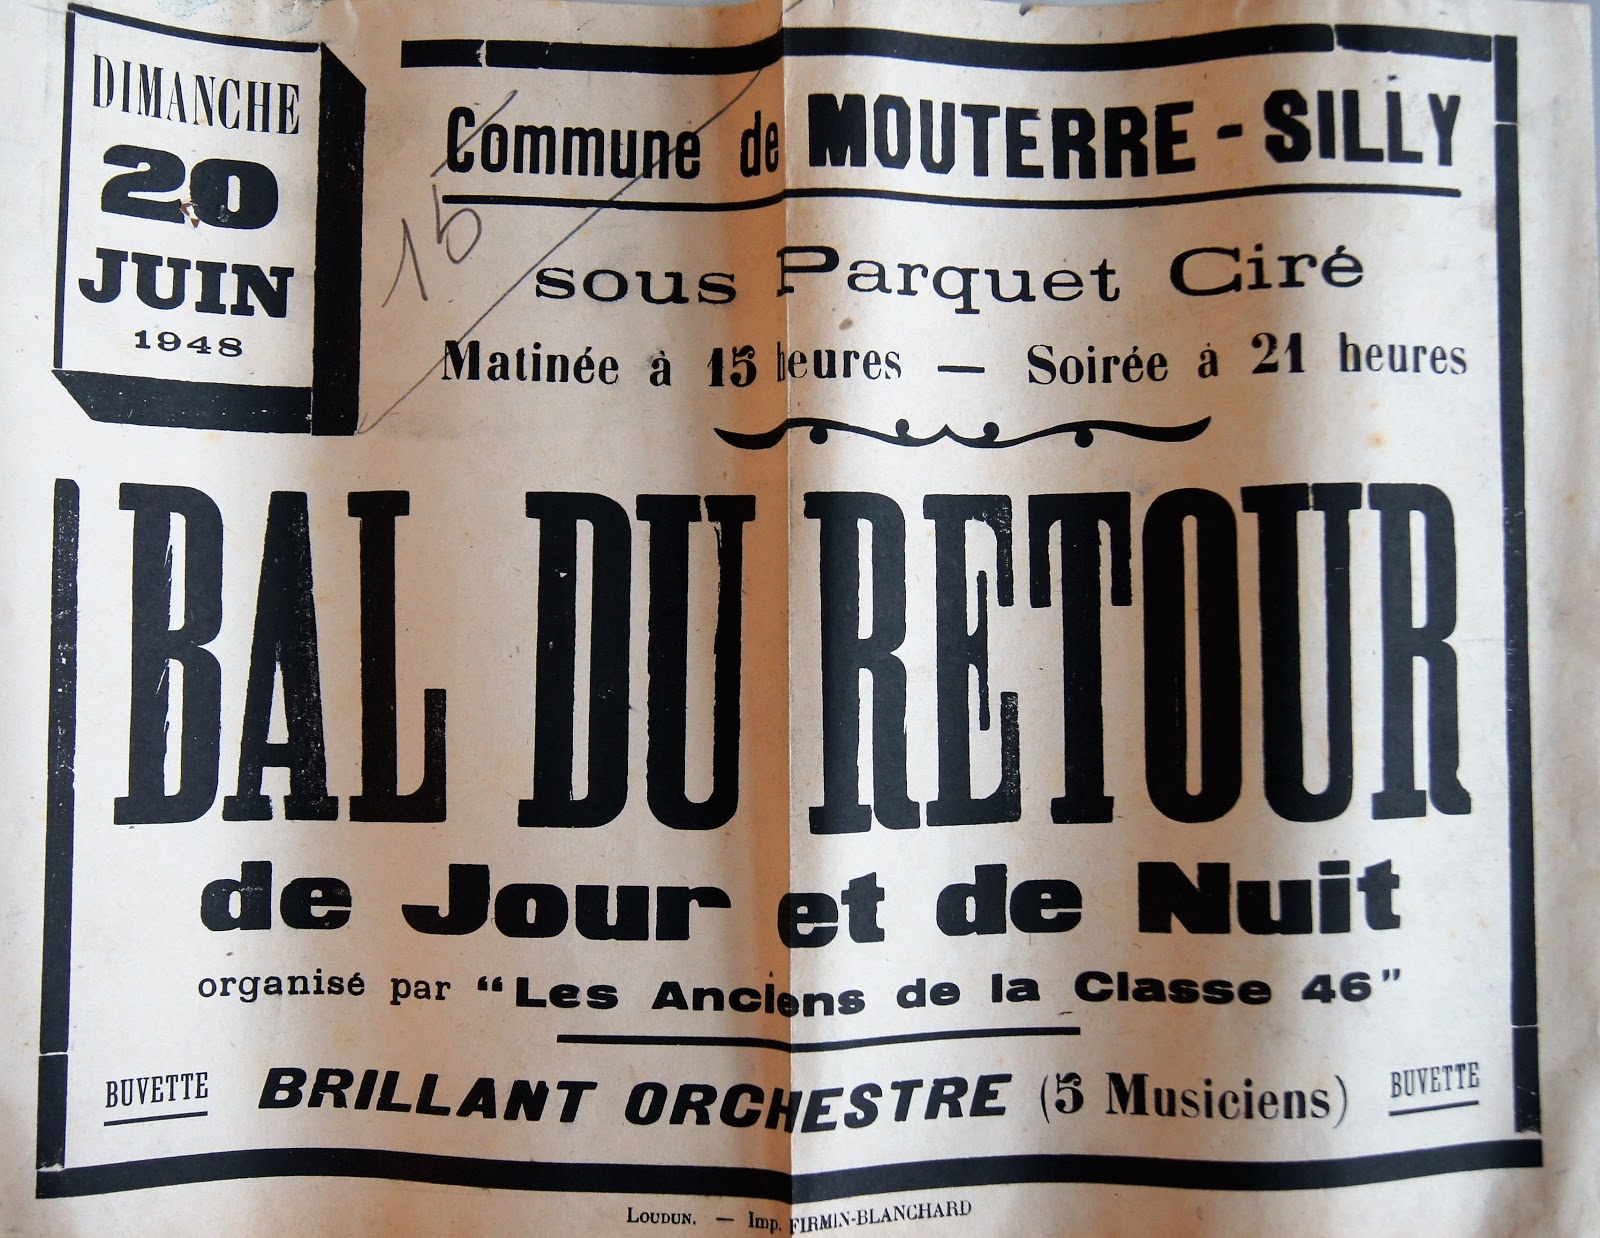 DIMANCHE
20
JUIN
1948
Commune de MOUTERRE - SILLY
15
sous Parquet Ciré
Matinée à 15 heures — Soirée à 21 heures
BAL DU RETOUR
de Jour et de Nuit
organisé par “Les Anciens de la Classe 46”
BUVETTE BRILLANT ORCHESTRE (5 Musiciens) BUVETTE
LOUDUN. — Imp. FIRMIN-BLANCHARD